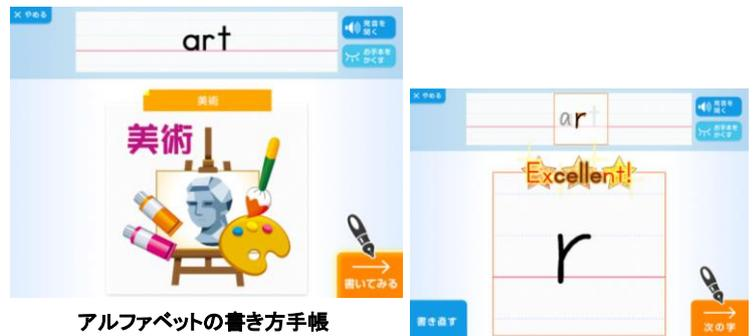 × やめる
art
発音を
聞く
お手本を
かくす
美術
美術
書いてみる
アルファベットの書き方手帳
× やめる
art
発音を
聞く
お手本を
かくす
Excellent!
r
書き直す
次の字